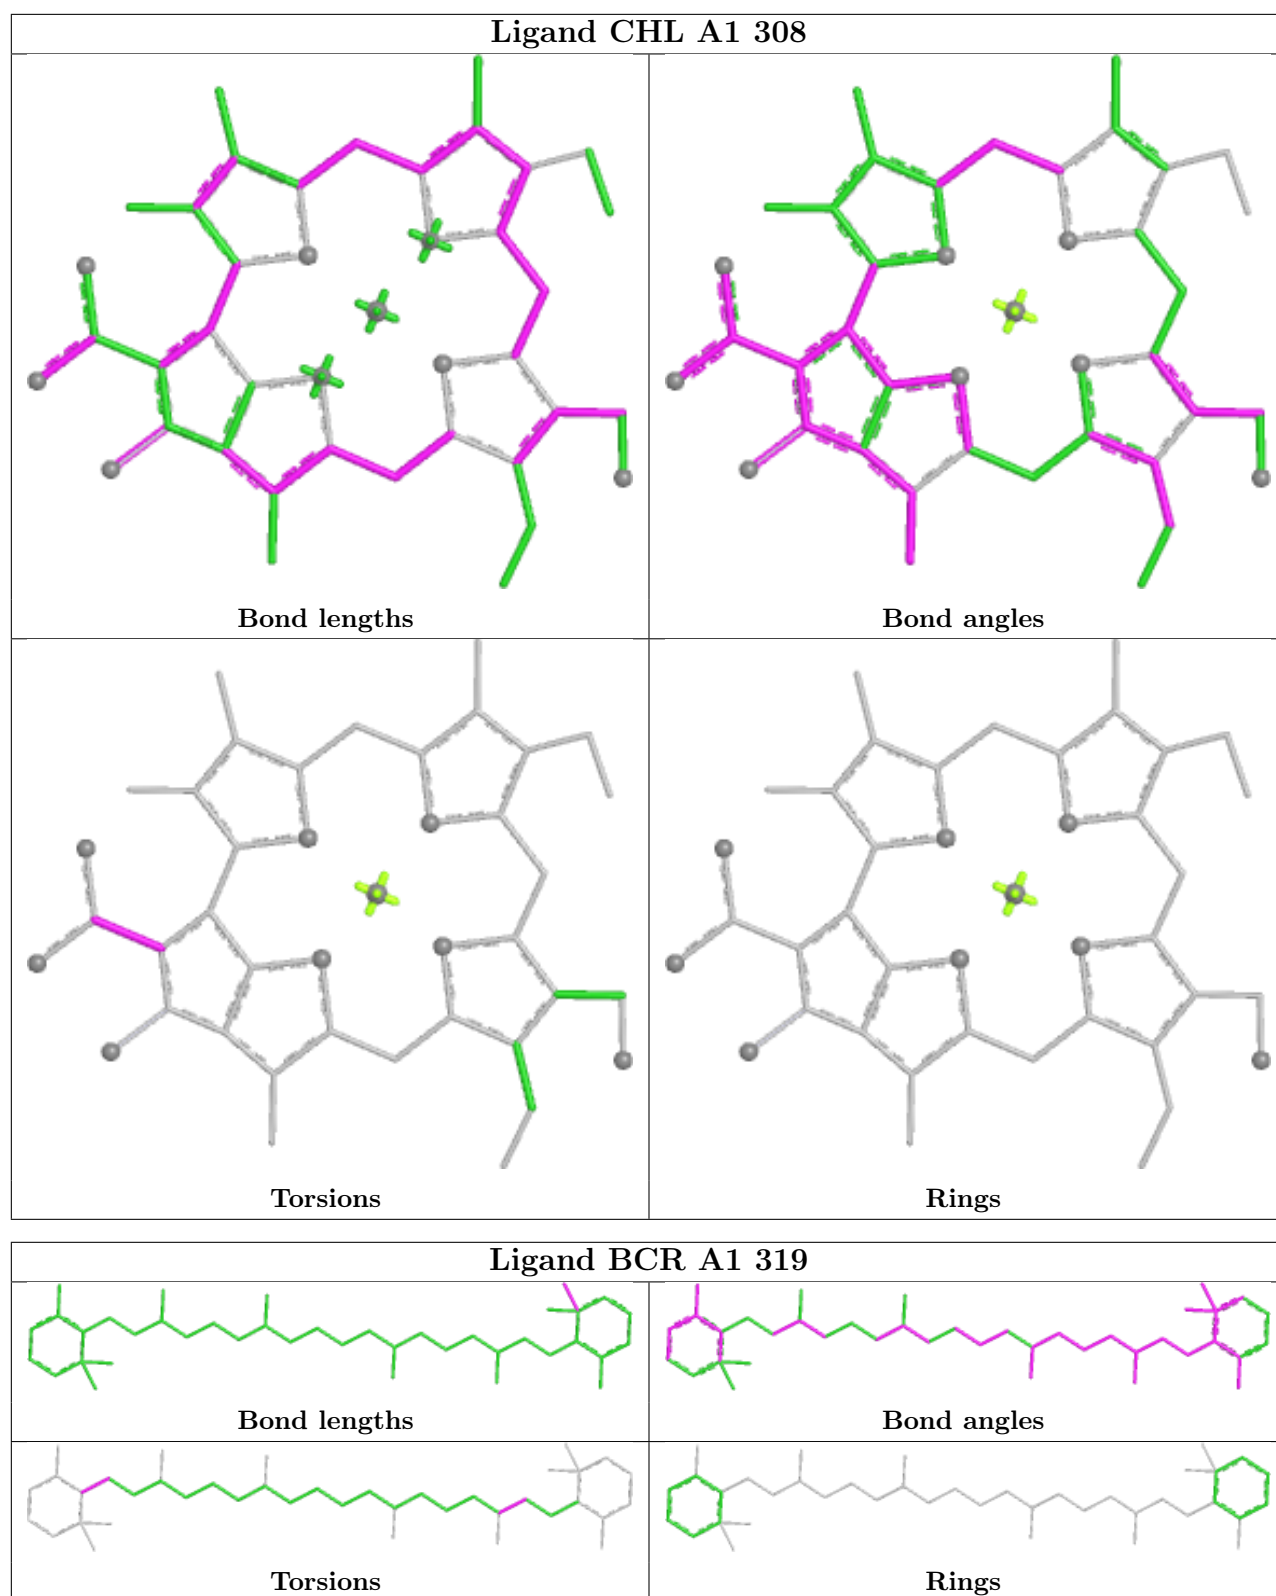 Ligand CHL A1 308
Bond lengths
Bond angles
Torsions
Rings
Ligand BCR A1 319
Bond lengths
Bond angles
Torsions
Rings